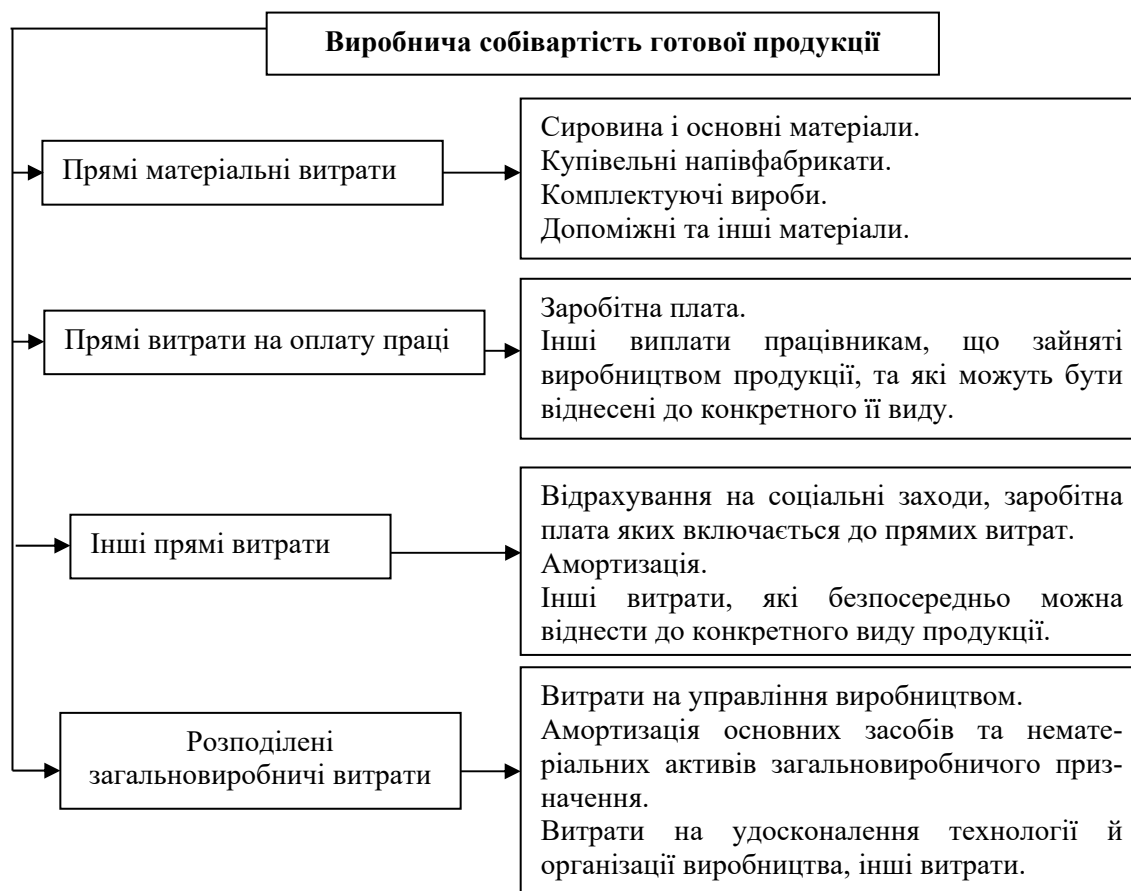 Виробнича собівартість готової продукції
Прямі матеріальні витрати
Сировина і основні матеріали.
Купівельні напівфабрикати.
Комплектуючі вироби.
Допоміжні та інші матеріали.
Прямі витрати на оплату праці
Заробітна плата.
Інші виплати працівникам, що зайняті
виробництвом продукції, та які можуть бути
віднесені до конкретного її виду.
Інші прямі витрати
Відрахування на соціальні заходи, заробітна
плата яких включається до прямих витрат.
Амортизація.
Інші витрати, які безпосередньо можна
віднести до конкретного виду продукції.
Розподілені
загальновиробничі витрати
Витрати на управління виробництвом.
Амортизація основних засобів та немате-
ріальних активів загальновиробничого приз-
начення.
Витрати на удосконалення технології й
організації виробництва, інші витрати.